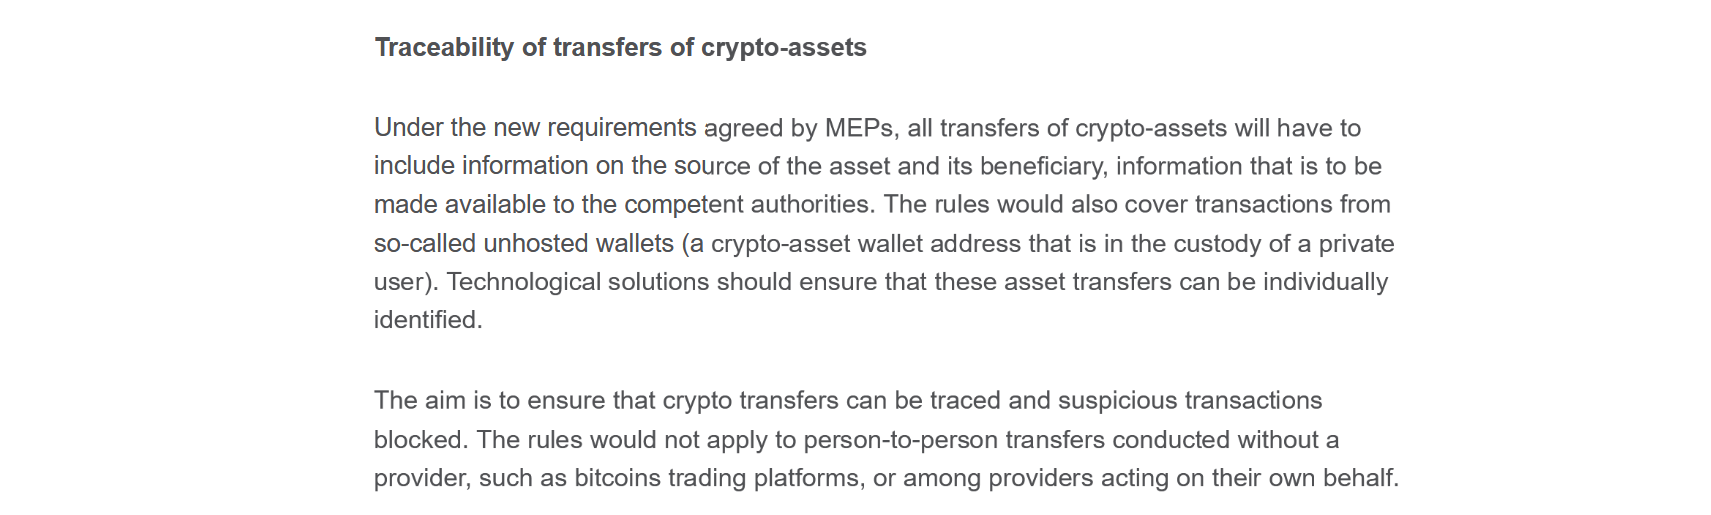 Traceability of transfers of crypto-assets
Under the new requirements agreed by MEPs, all transfers of crypto-assets will have to
include information on the source of the asset and its beneficiary, information that is to be
made available to the competent authorities. The rules would also cover transactions from
so-called unhosted wallets (a crypto-asset wallet address that is in the custody of a private
user). Technological solutions should ensure that these asset transfers can be individually
identified.
The aim is to ensure that crypto transfers can be traced and suspicious transactions
blocked. The rules would not apply to person-to-person transfers conducted without a
provider, such as bitcoins trading platforms, or among providers acting on their own behalf.